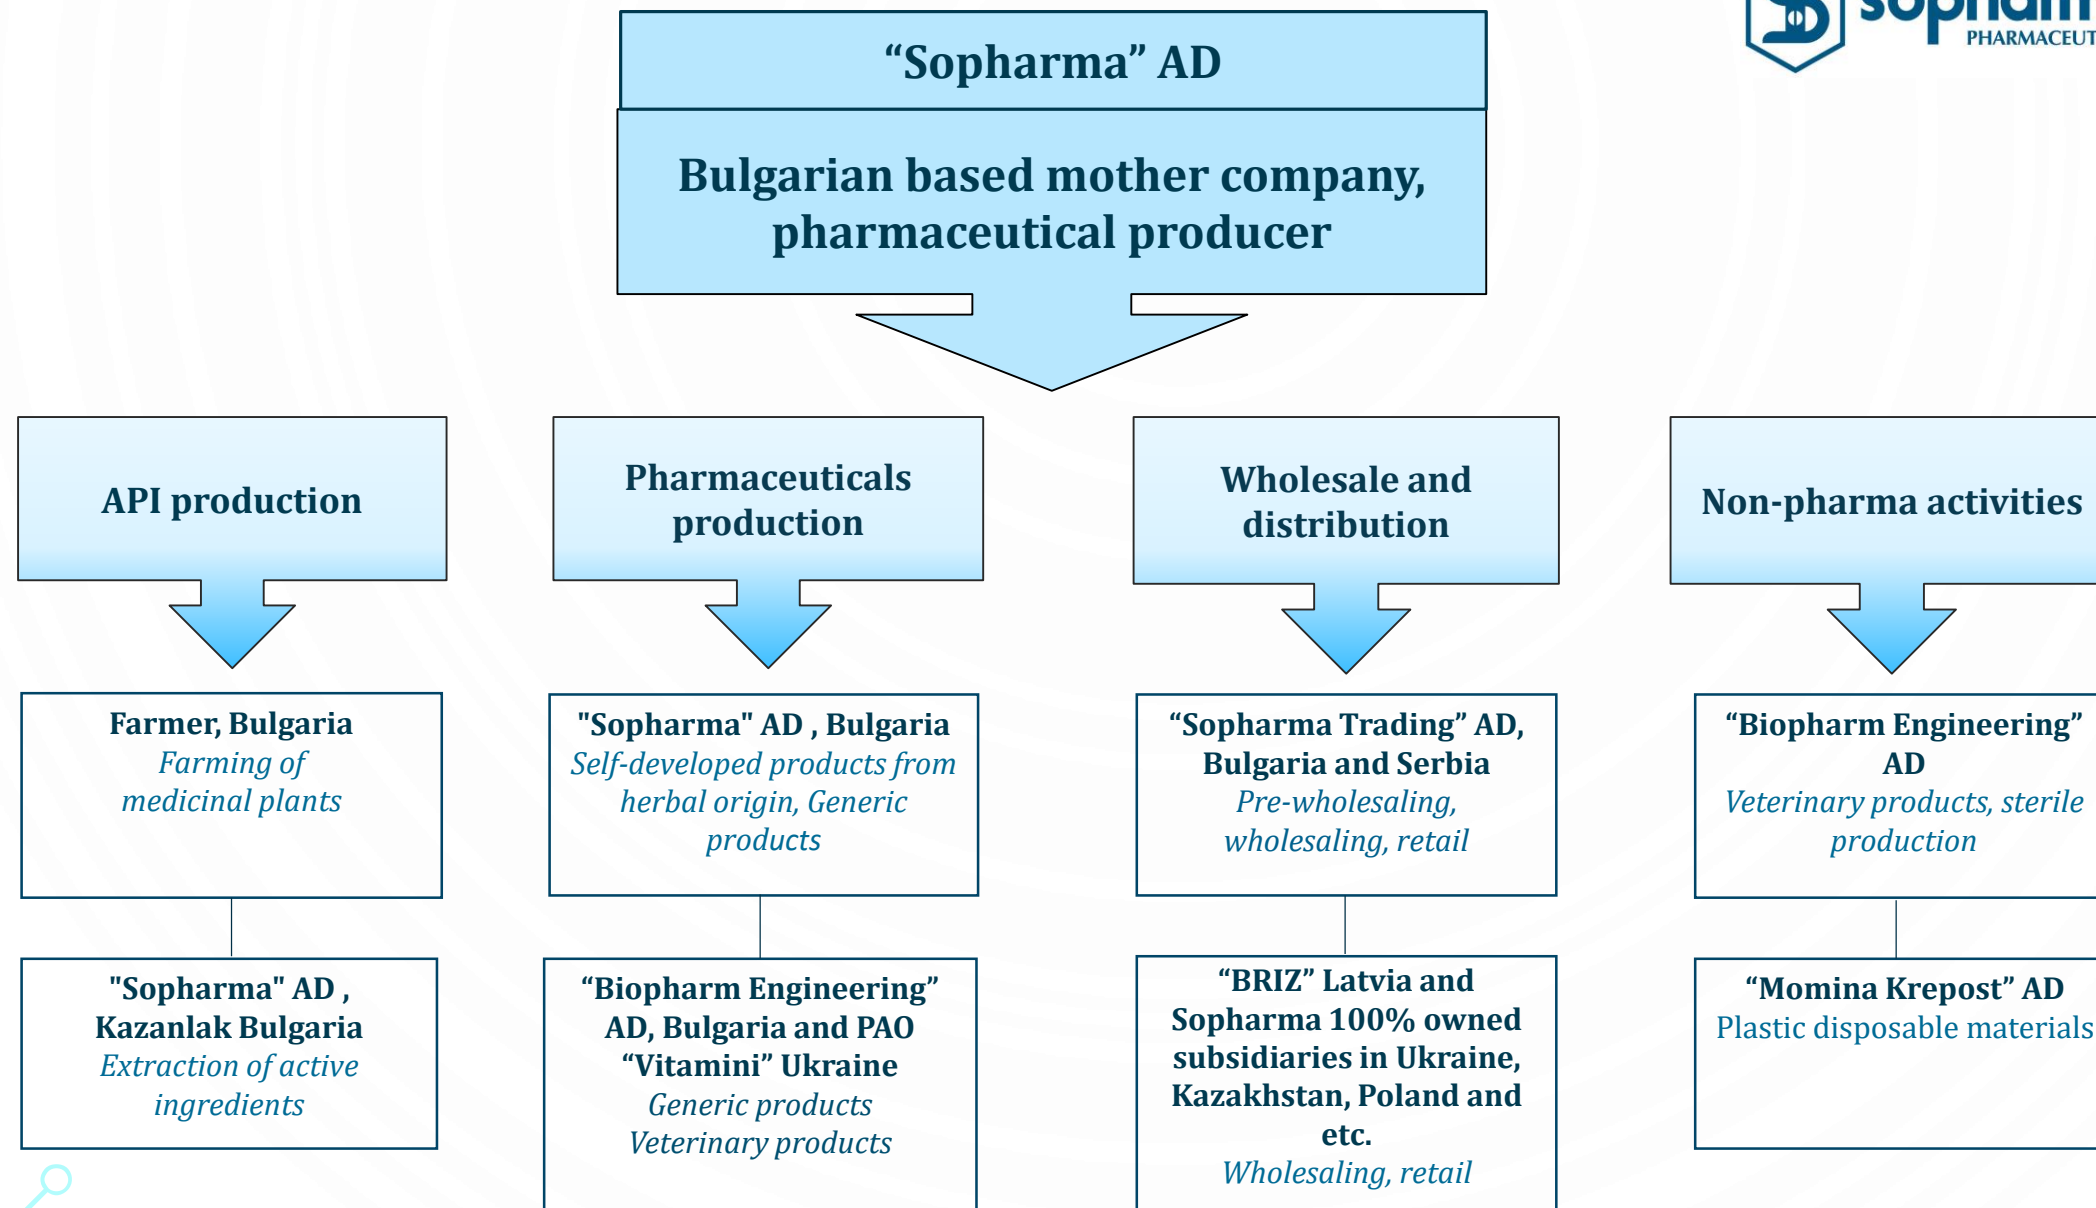 “Sopharma” AD
Bulgarian based mother company,
pharmaceutical producer
API production
Farmer, Bulgaria
Farming of
medicinal plants
"Sopharma" AD ,
Kazanlak Bulgaria
Extraction of active
ingredients
Pharmaceuticals
production
"Sopharma" AD , Bulgaria
Self-developed products from
herbal origin, Generic
products
“Biopharm Engineering”
AD, Bulgaria and PAO
“Vitamini” Ukraine
Generic products
Veterinary products
Wholesale and
distribution
“Sopharma Trading” AD,
Bulgaria and Serbia
Pre-wholesaling,
wholesaling, retail
“BRIZ” Latvia and
Sopharma 100% owned
subsidiaries in Ukraine,
Kazakhstan, Poland and
etc.
Wholesaling, retail
Non-pharma activities
“Biopharm Engineering”
AD
Veterinary products, sterile
production
“Momina Krepost” AD
Plastic disposable materials